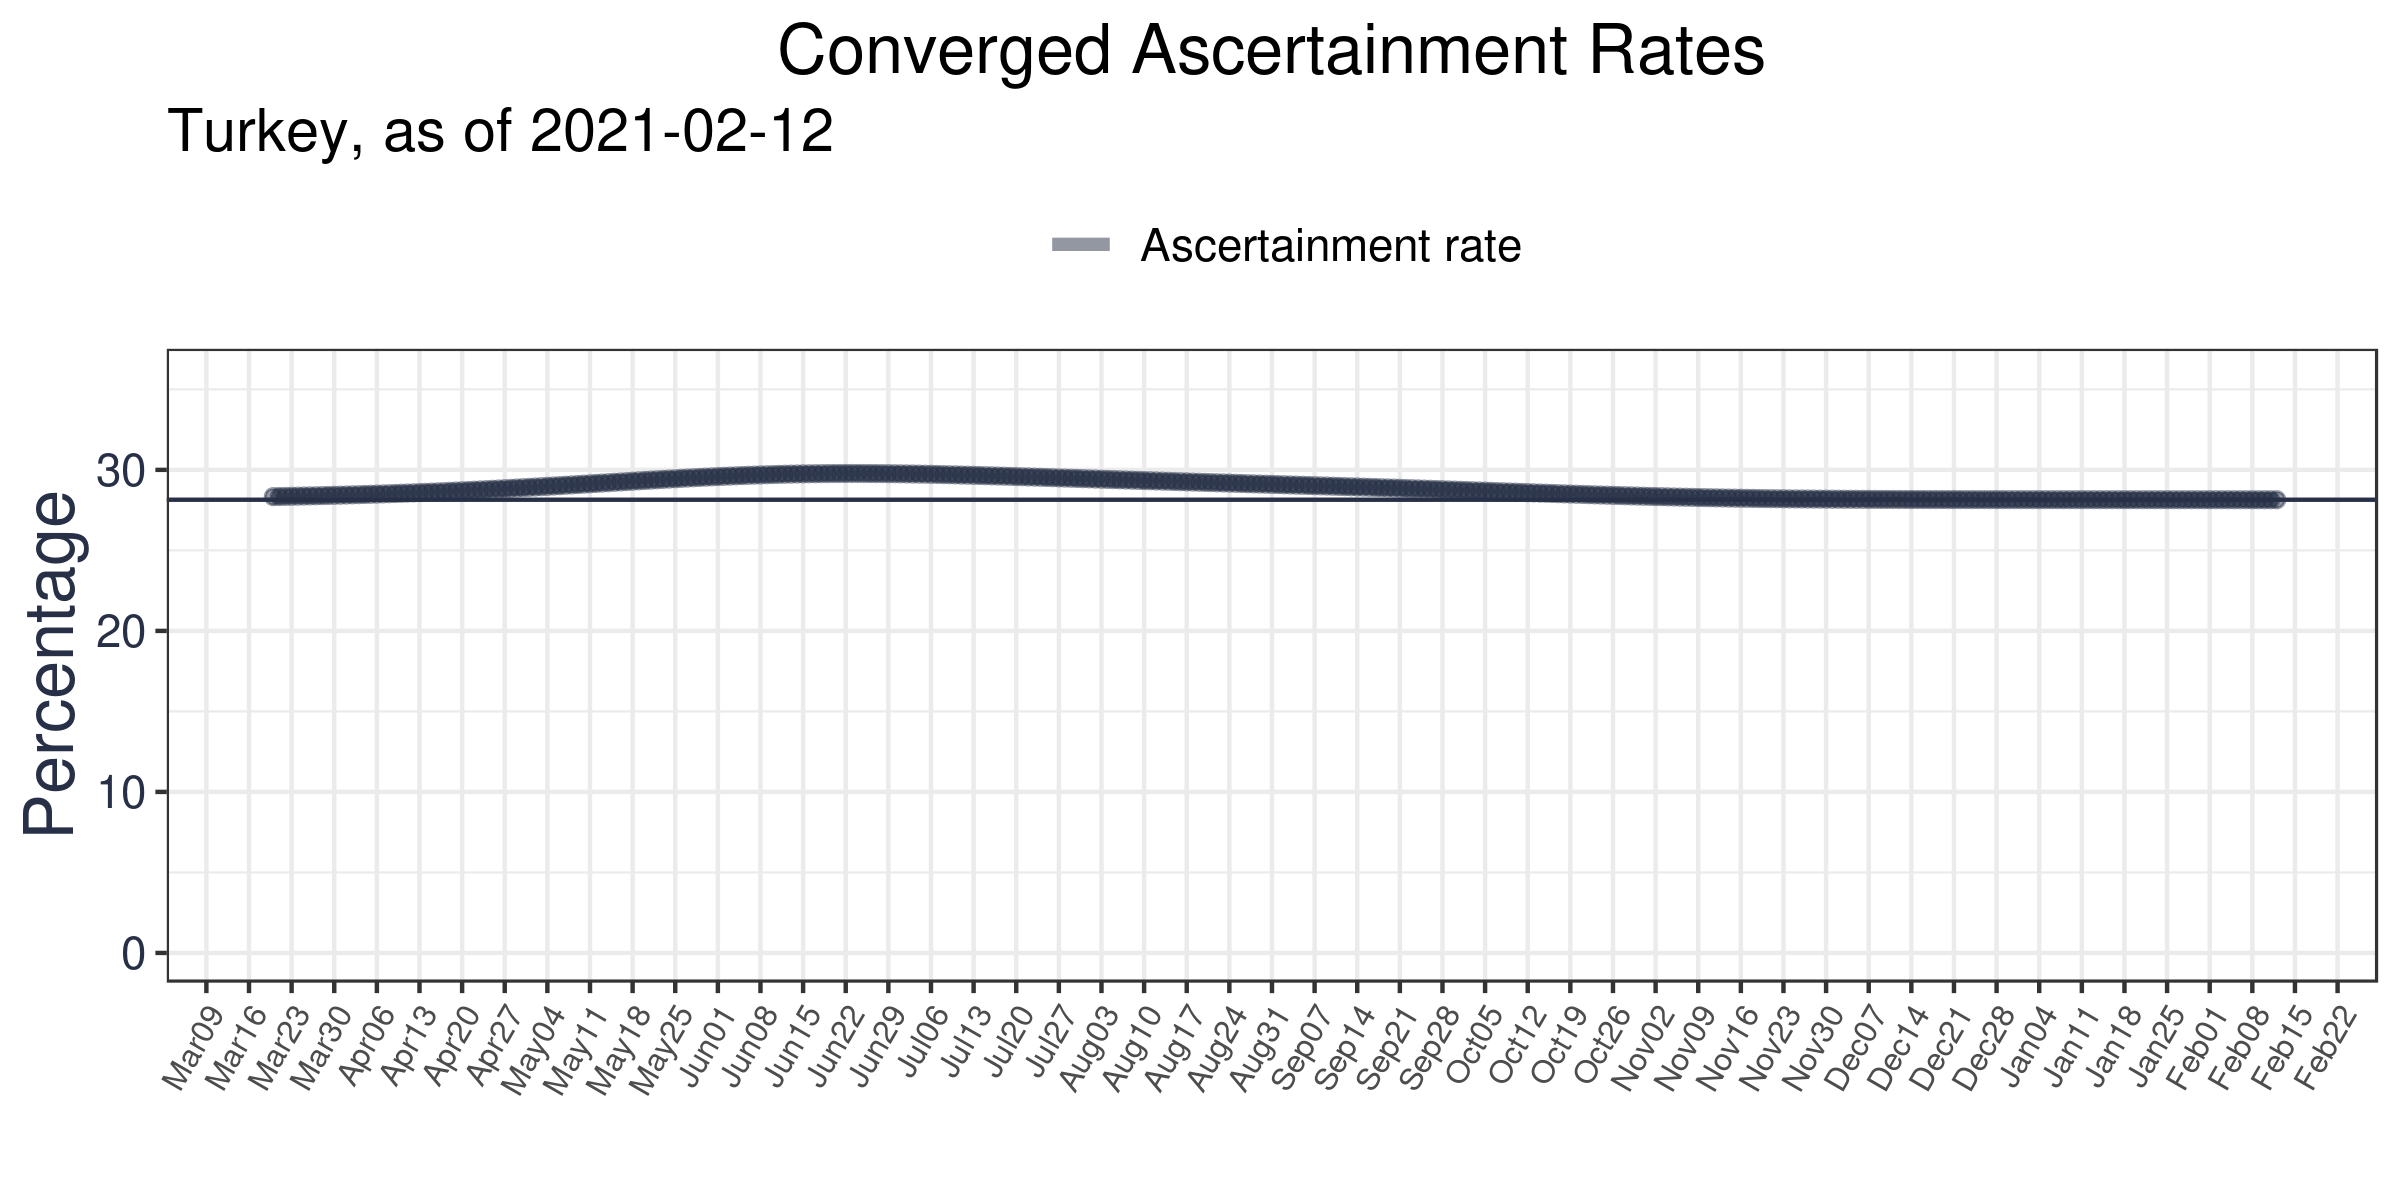 Converged Ascertainment Rates
Turkey, as of 2021-02-12
Ascertainment rate
Percentage
30
20
10
0
Mar09
Mar16
Mar23
Mar30
Apr06
Apr13
Apr20
Apr27
May04
May11
May18
May25
Jun01
Jun08
Jun15
Jun22
Jun29
Jul06
Jul13
Jul20
Jul27
Aug03
Aug10
Aug17
Aug24
Aug31
Sep07
Sep14
Sep21
Sep28
Oct05
Oct12
Oct19
Oct26
Nov02
Nov09
Nov16
Nov23
Nov30
Dec07
Dec14
Dec21
Dec28
Jan04
Jan11
Jan18
Jan25
Feb01
Feb08
Feb15
Feb22